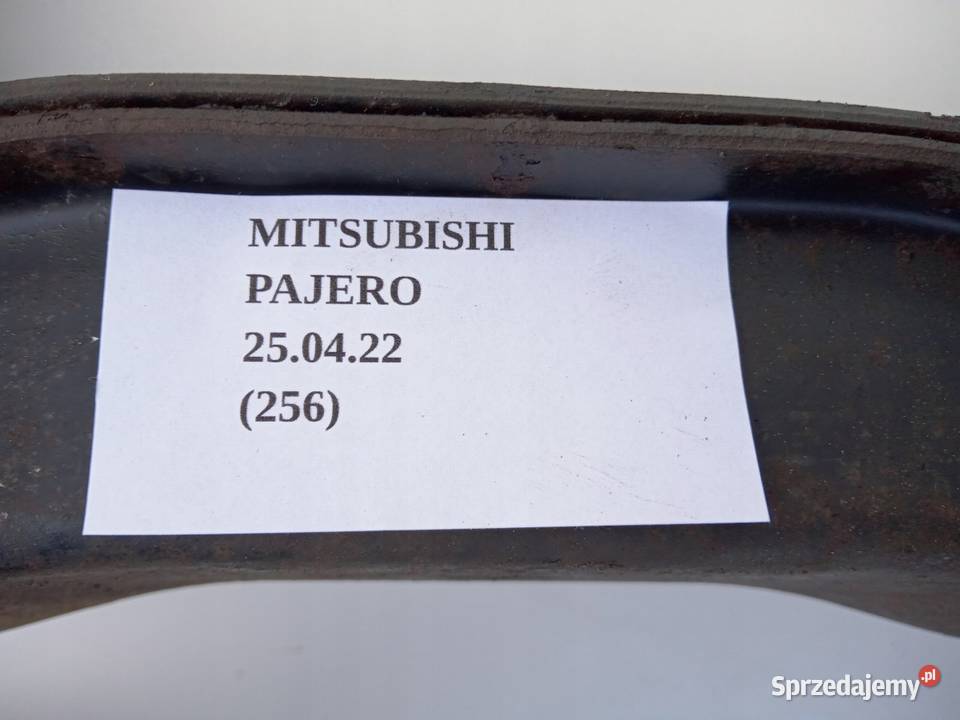 MITSUBISHI
PAJERO
25.04.22
(256)
Sprzedajemy.pl